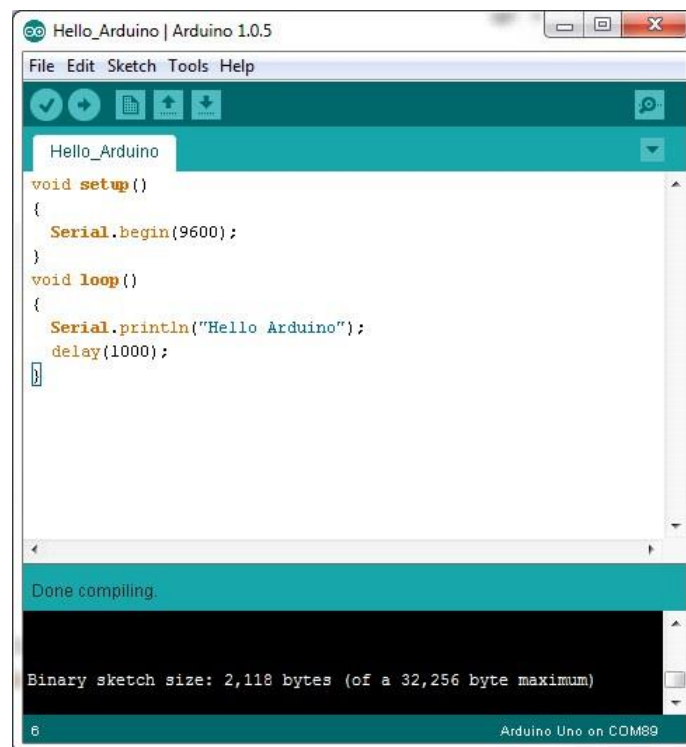 Hello_Arduino | Arduino 1.0.5
File Edit Sketch Tools Help
Hello_Arduino
void setup()
{
  Serial.begin(9600);
}
void loop()
{
  Serial.println("Hello Arduino");
  delay(1000);
}
Done compiling.
Binary sketch size: 2,118 bytes (of a 32,256 byte maximum)
6 Arduino Uno on COM89